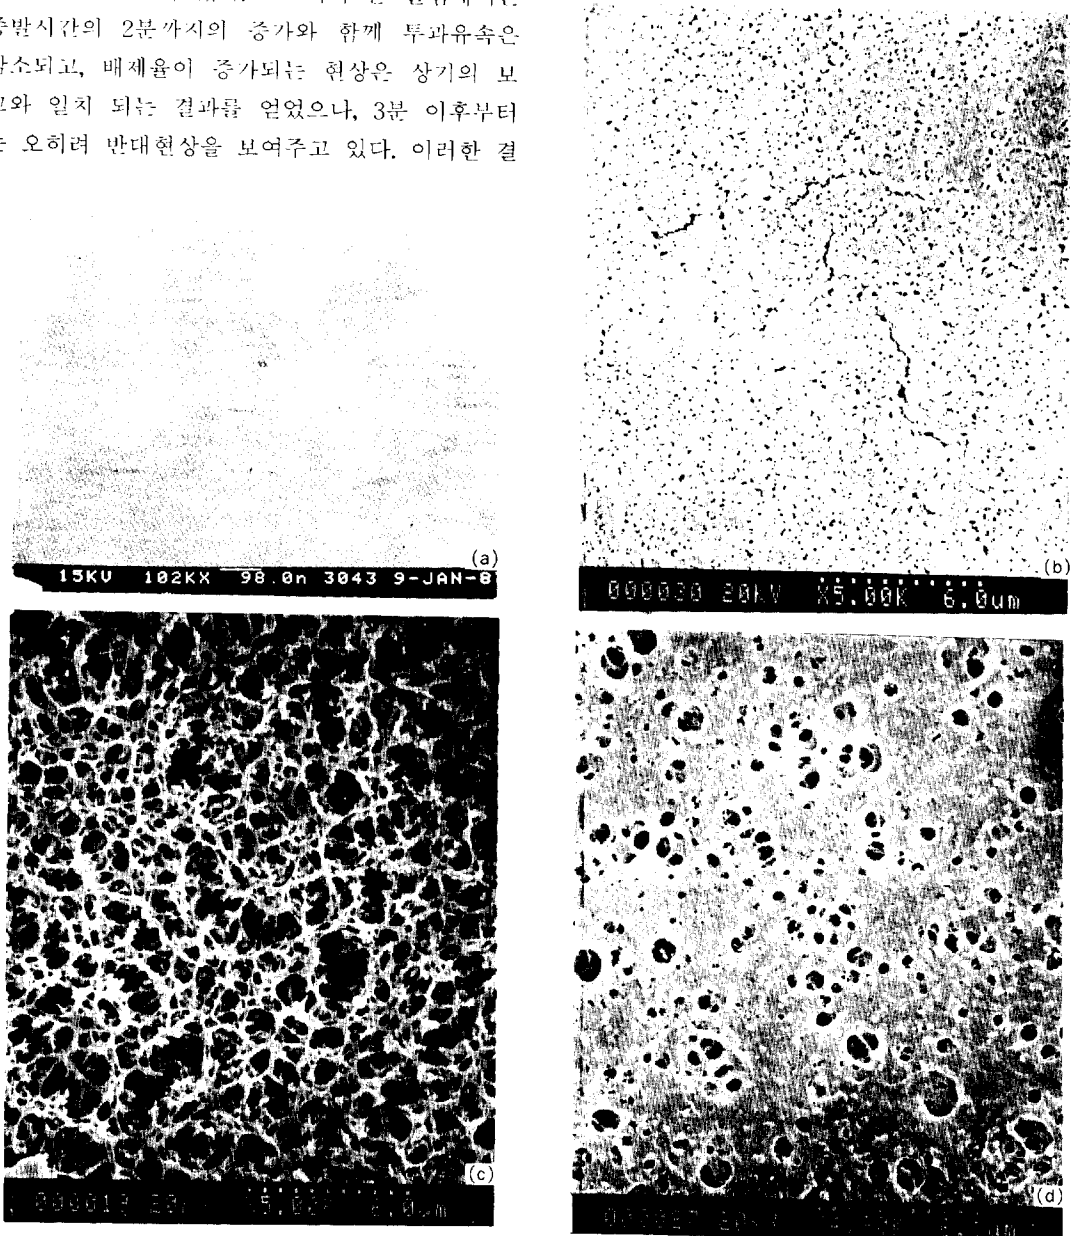 증발시간의 2분까지의 증가와 함께 투과유속은
감소되고, 배제율이 증가되는 현상은 상기의 보
고와 일치 되는 결과를 얻었으나, 3분 이후부터
는 오히려 반대현상을 보여주고 있다. 이러한 결
(a)
15KV 102KX 98.0n 3043 9-JAN-8
(b)
000030 20kV X5.00K 6.0um
(c)
000013
(d)